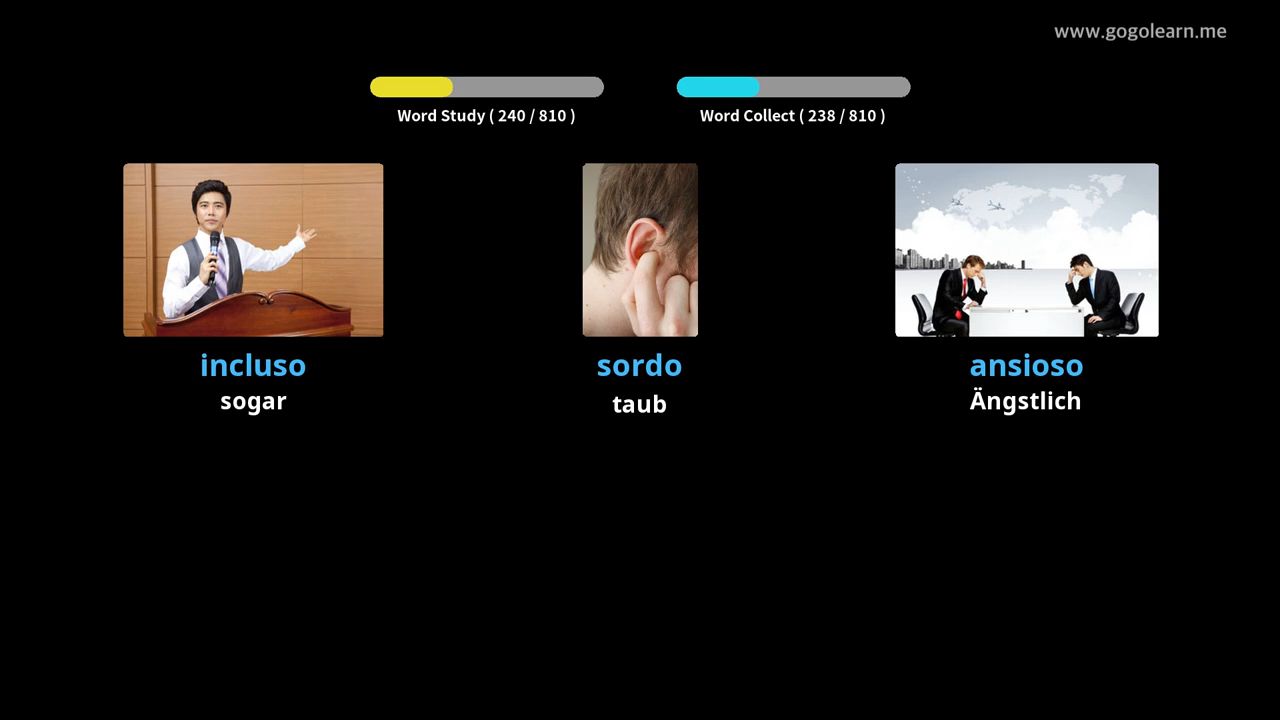 www.gogolearn.me
Word Study ( 240 / 810 )
Word Collect ( 238 / 810 )
incluso
sogar
sordo
taub
ansioso
Ängstlich